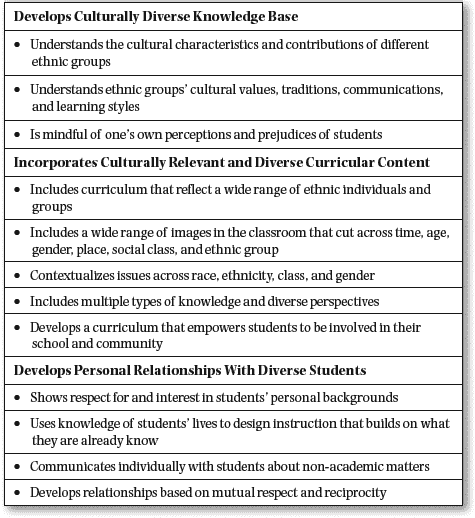 Develops Culturally Diverse Knowledge Base
• Understands the cultural characteristics and contributions of different
ethnic groups
• Understands ethnic groups' cultural values, traditions, communications,
and learning styles
• Is mindful of one's own perceptions and prejudices of students
Incorporates Culturally Relevant and Diverse Curricular Content
• Includes curriculum that reflect a wide range of ethnic individuals and
groups
• Includes a wide range of images in the classroom that cut across time, age,
gender, place, social class, and ethnic group
• Contextualizes issues across race, ethnicity, class, and gender
• Includes multiple types of knowledge and diverse perspectives
• Develops a curriculum that empowers students to be involved in their
school and community
Develops Personal Relationships With Diverse Students
• Shows respect for and interest in students' personal backgrounds
• Uses knowledge of students' lives to design instruction that builds on what
they are already know
• Communicates individually with students about non-academic matters
• Develops relationships based on mutual respect and reciprocity